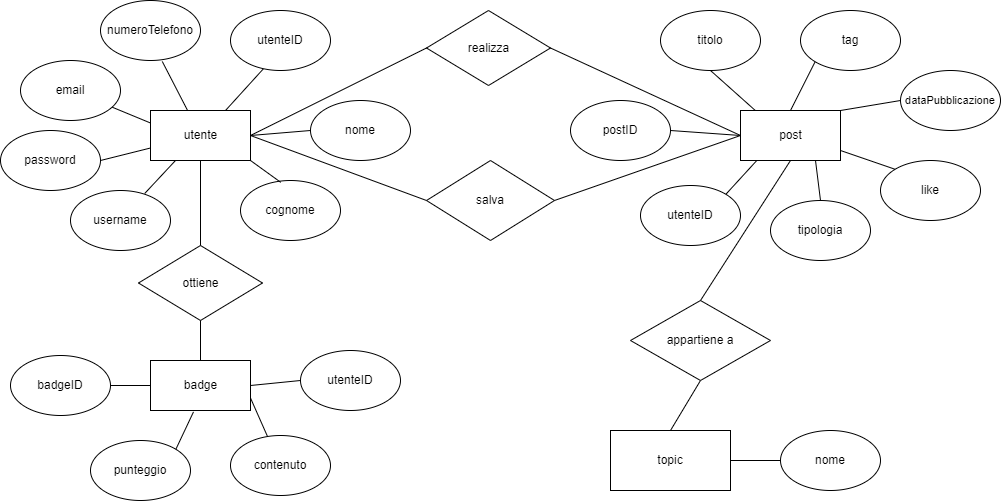 numeroTelefono
utenteID
realizza
titolo
tag
email
dataPubblicazione
utente
nome
postID
post
password
like
username
cognome
salva
utenteID
tipologia
ottiene
appartiene a
badgeID
badge
utenteID
punteggio
contenuto
topic
nome